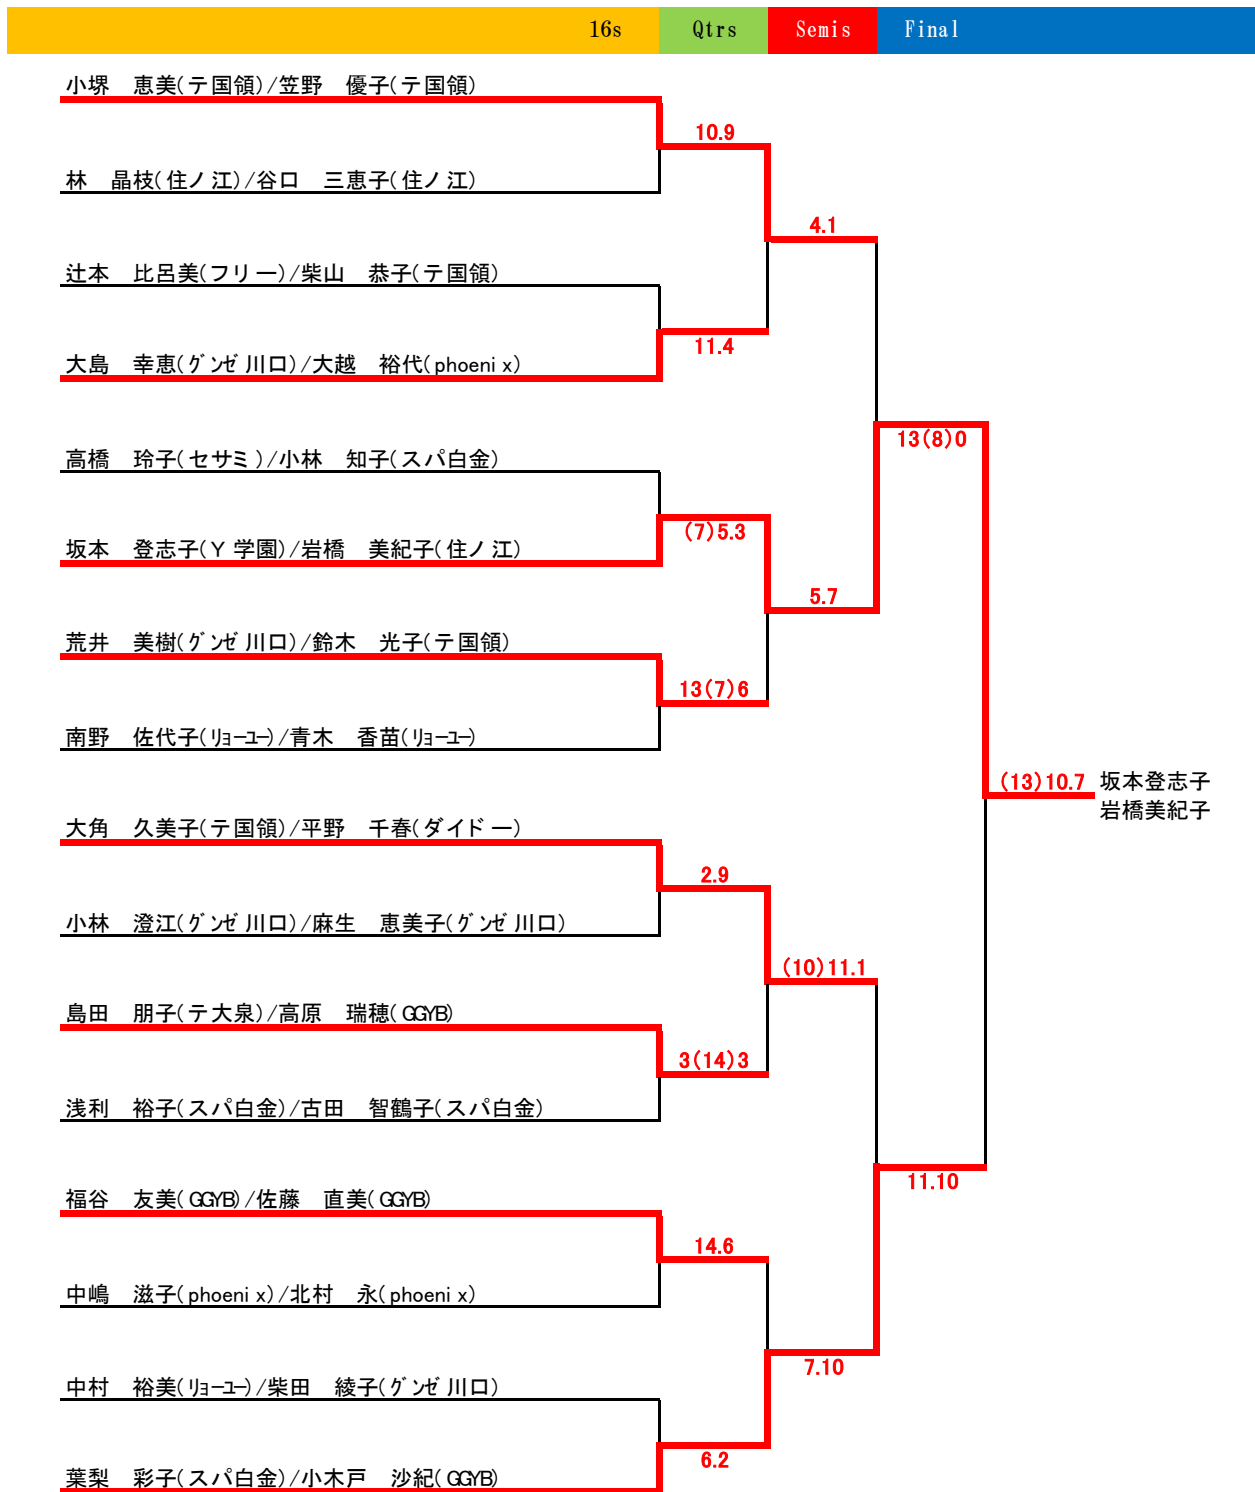 16s Qtrs Semis Final
小堺　恵美(テ国領)/笠野　優子(テ国領)
10.9
林　晶枝(住ノ江)/谷口　三恵子(住ノ江)
4.1
辻本　比呂美(フリー)/柴山　恭子(テ国領)
11.4
大島　幸恵(グンゼ川口)/大越　裕代(phoenix)
13(8)0
高橋　玲子(セサミ)/小林　知子(スパ白金)
(7)5.3
坂本　登志子(Y学園)/岩橋　美紀子(住ノ江)
5.7
荒井　美樹(グンゼ川口)/鈴木　光子(テ国領)
13(7)6
南野　佐代子(リョーユー)/青木　香苗(リョーユー)
(13)10.7 坂本登志子
岩橋美紀子
大角　久美子(テ国領)/平野　千春(ダイドー)
2.9
小林　澄江(グンゼ川口)/麻生　恵美子(グンゼ川口)
(10)11.1
島田　朋子(テ大泉)/高原　瑞穂(GGYB)
3(14)3
浅利　裕子(スパ白金)/古田　智鶴子(スパ白金)
11.10
福谷　友美(GGYB)/佐藤　直美(GGYB)
14.6
中嶋　滋子(phoenix)/北村　永(phoenix)
7.10
中村　裕美(リョーユー)/柴田　綾子(グンゼ川口)
6.2
葉梨　彩子(スパ白金)/小木戸　沙紀(GGYB)